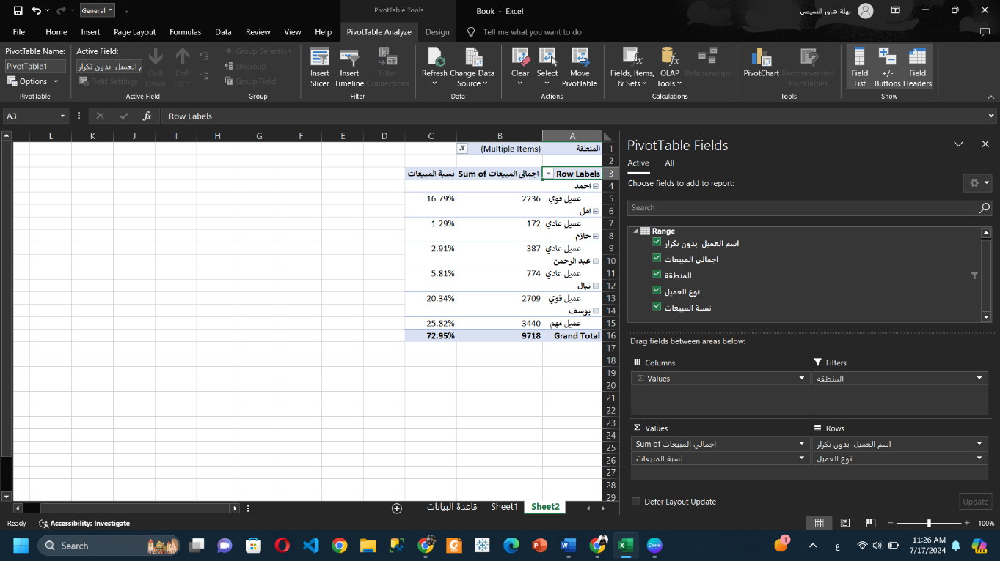 General
PivotTable Tools
Book - Excel
نهلة شاور التميمي
File Home Insert Page Layout Formulas Data Review View Help PivotTable Analyze Design Tell me what you want to do
PivotTable Name:
PivotTable1
Options
PivotTable
Active Field:
العميل بدون تكرار
Field Settings
Drill Down
Drill Up
Active Field
Group Selection
Ungroup
Group Field
Group
Insert Slicer
Insert Timeline
Filter Connections
Filter
Refresh
Change Data Source
Data
Clear
Select
Move PivotTable
Actions
Fields, Items, & Sets
OLAP Tools
Relationships
Calculations
PivotChart
Recommended PivotTables
Tools
Field List
+/- Buttons
Field Headers
Show
A3
fx
Row Labels
L K J I H G F E D C B A
1 المنطقة (Multiple Items)
2
3 Row Labels Sum of اجمالي المبيعات نسبة المبيعات
4 احمد
5 عميل قوي 2236 16.79%
6 امل
7 عميل عادي 172 1.29%
8 حازم
9 عميل عادي 387 2.91%
10 عبد الرحمن
11 عميل عادي 774 5.81%
12 نبال
13 عميل قوي 2709 20.34%
14 يوسف
15 عميل مهم 3440 25.82%
16 Grand Total 9718 72.95%
17
18
19
20
21
22
23
24
25
26
27
28
29
PivotTable Fields
Active All
Choose fields to add to report:
Search
Range
اسم العميل بدون تكرار
اجمالي المبيعات
المنطقة
نوع العميل
نسبة المبيعات
Drag fields between areas below:
Columns
Σ Values
Filters
المنطقة
Σ Values
Sum of اجمالي المبيعات
نسبة المبيعات
Rows
اسم العميل بدون تكرار
نوع العميل
Defer Layout Update
Update
قاعدة البيانات Sheet1 Sheet2
Ready
Accessibility: Investigate
100%
Search
1
ع
11:26 AM
7/17/2024
PRE